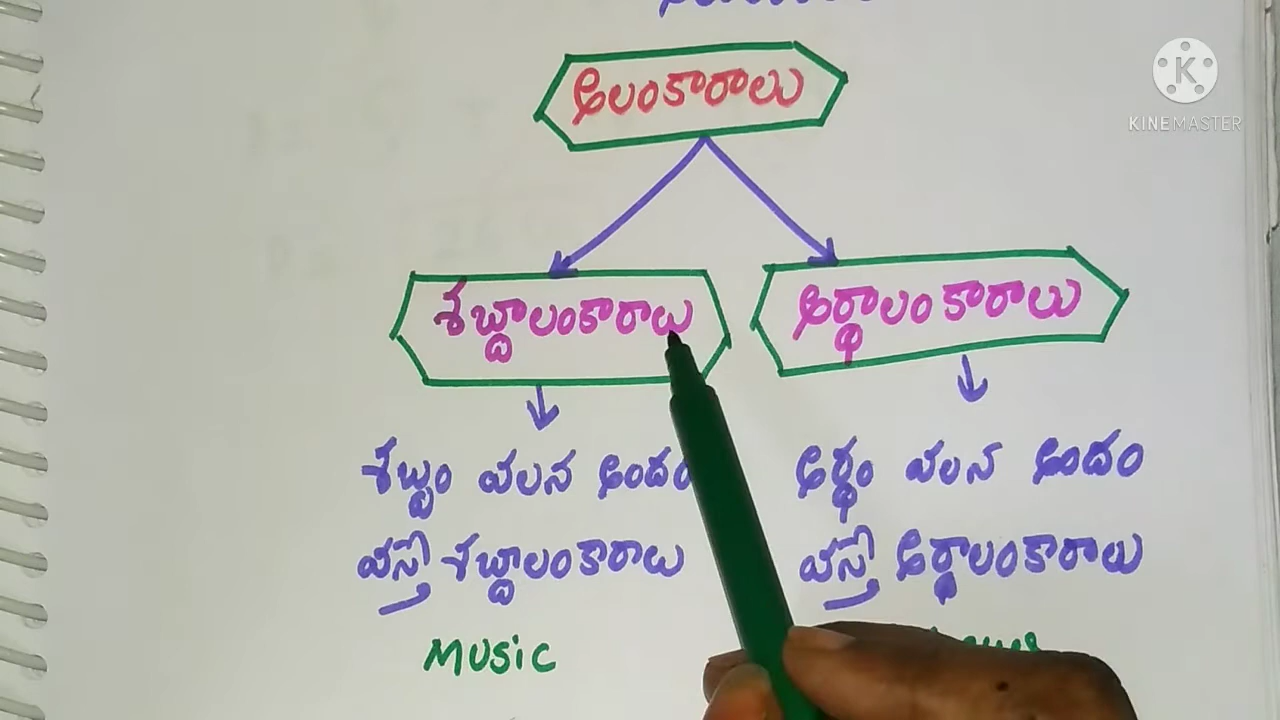 అలంకారాలు
శబ్దాలంకారాలు
అర్థాలంకారాలు
శబ్దం వలన అందం
వస్తే శబ్దాలంకారాలు
MUSiC
అర్థం వలన అందం
వస్తే అర్థాలంకారాలు
KINEMASTER